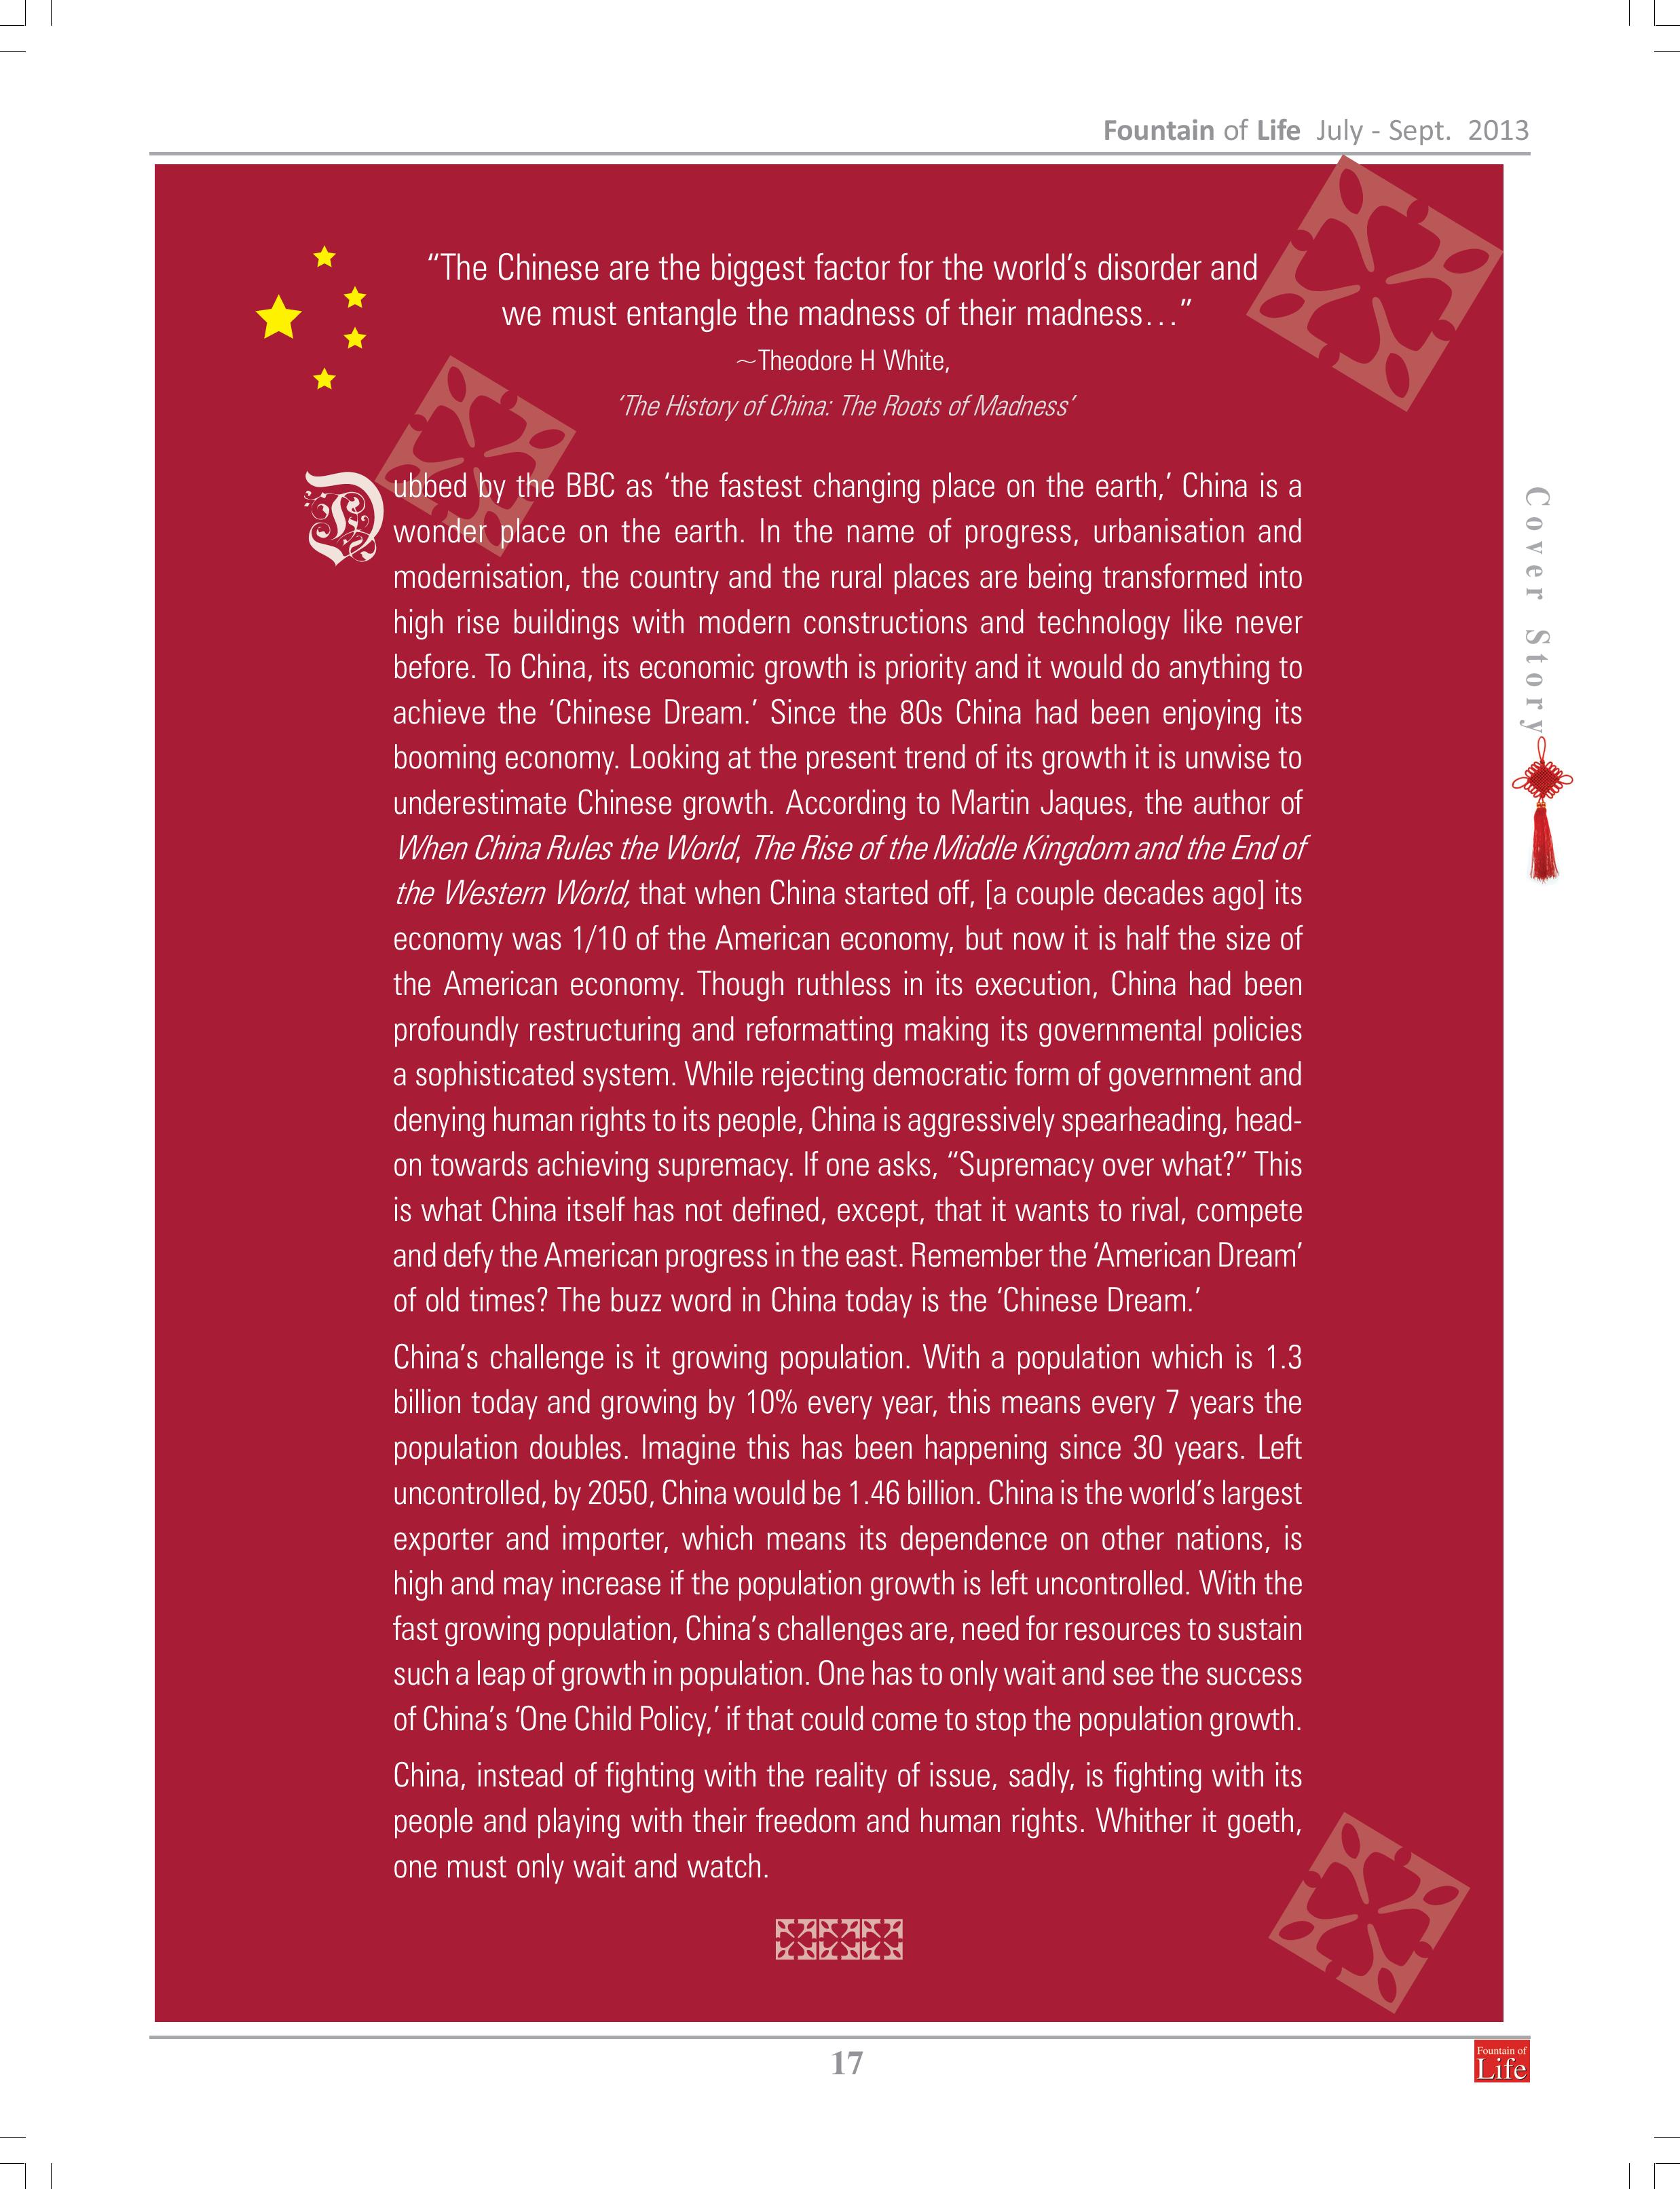 Fountain of Life July - Sept. 2013
“The Chinese are the biggest factor for the world’s disorder and
we must entangle the madness of their madness…”
~Theodore H White,
‘The History of China: The Roots of Madness’
Dubbed by the BBC as ‘the fastest changing place on the earth,’ China is a
wonder place on the earth. In the name of progress, urbanisation and
modernisation, the country and the rural places are being transformed into
high rise buildings with modern constructions and technology like never
before. To China, its economic growth is priority and it would do anything to
achieve the ‘Chinese Dream.’ Since the 80s China had been enjoying its
booming economy. Looking at the present trend of its growth it is unwise to
underestimate Chinese growth. According to Martin Jaques, the author of
When China Rules the World, The Rise of the Middle Kingdom and the End of
the Western World, that when China started off, [a couple decades ago] its
economy was 1/10 of the American economy, but now it is half the size of
the American economy. Though ruthless in its execution, China had been
profoundly restructuring and reformatting making its governmental policies
a sophisticated system. While rejecting democratic form of government and
denying human rights to its people, China is aggressively spearheading, head-
on towards achieving supremacy. If one asks, “Supremacy over what?” This
is what China itself has not defined, except, that it wants to rival, compete
and defy the American progress in the east. Remember the ‘American Dream’
of old times? The buzz word in China today is the ‘Chinese Dream.’
China’s challenge is it growing population. With a population which is 1.3
billion today and growing by 10% every year, this means every 7 years the
population doubles. Imagine this has been happening since 30 years. Left
uncontrolled, by 2050, China would be 1.46 billion. China is the world’s largest
exporter and importer, which means its dependence on other nations, is
high and may increase if the population growth is left uncontrolled. With the
fast growing population, China’s challenges are, need for resources to sustain
such a leap of growth in population. One has to only wait and see the success
of China’s ‘One Child Policy,’ if that could come to stop the population growth.
China, instead of fighting with the reality of issue, sadly, is fighting with its
people and playing with their freedom and human rights. Whither it goeth,
one must only wait and watch.
Cover Story
17
Fountain of
Life